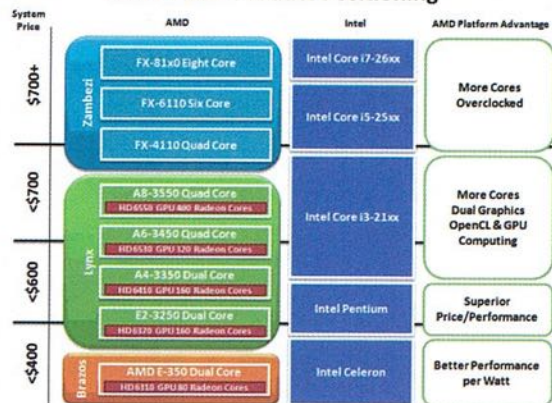 System
Price
AMD
Intel
AMD Platform Advantage
$700+
Zambezi
FX-81x0 Eight Core
FX-6110 Six Core
FX-4110 Quad Core
Intel Core i7-26xx
Intel Core i5-25xx
More Cores
Overclocked
<$700
<$600
Lynx
A8-3550 Quad Core
HD6550 GPU 400 Radeon Cores
A6-3450 Quad Core
HD6530 GPU 320 Radeon Cores
A4-3350 Dual Core
HD6410 GPU 160 Radeon Cores
E2-3250 Dual Core
HD6370 GPU 160 Radeon Cores
Intel Core i3-21xx
Intel Pentium
More Cores
Dual Graphics
OpenCL & GPU
Computing
Superior
Price/Performance
<$400
Brazos
AMD E-350 Dual Core
HD6310 GPU 80 Radeon Cores
Intel Celeron
Better Performance
per Watt